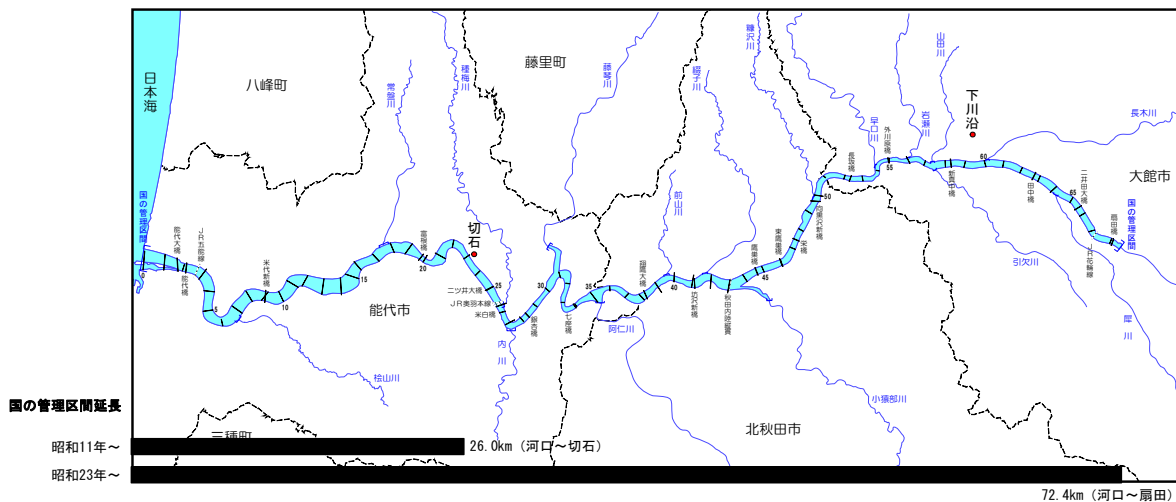 日本海
八峰町
藤里町
能代市
三種町
北秋田市
大館市
切石
下川沿
国の管理区間
国の管理区間
常盤川
種梅川
藤琴川
綴子川
糠沢川
早口川
岩瀬川
山田川
長木川
前山川
阿仁川
内川
桧山川
小猿部川
引欠川
犀川
能代大橋
能代橋
JR五能線
米代新橋
富根橋
二ツ井大橋
JR奥羽本線
米白橋
銀杏橋
七座橋
坊沢新橋
秋田内陸縦貫
鷹巣橋
東鷹巣橋
栄橋
向黒沢新橋
長坂橋
外川原橋
新真中橋
田中橋
二井田大橋
JR花輪線
扇田橋
0
5
10
15
20
25
30
35
40
45
50
55
60
65
国の管理区間延長
昭和11年～
26.0km（河口～切石）
昭和23年～
72.4km（河口～扇田）